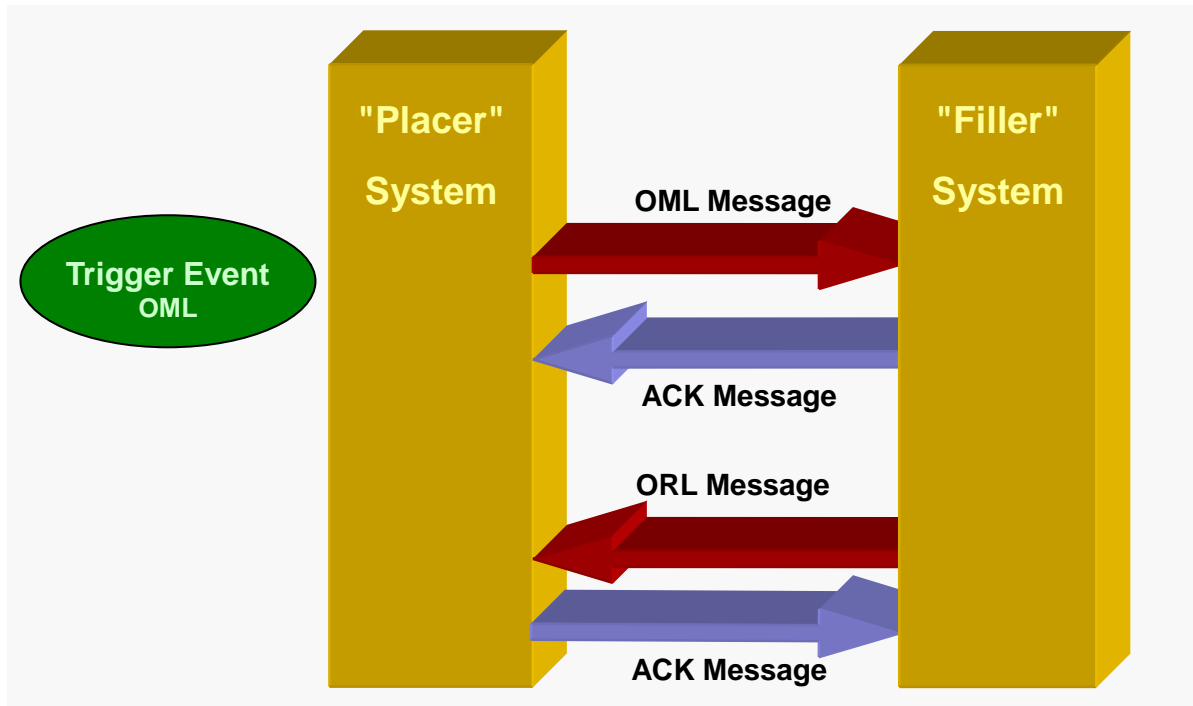 "Placer"
System
"Filler"
System
Trigger Event
OML
OML Message
ACK Message
ORL Message
ACK Message